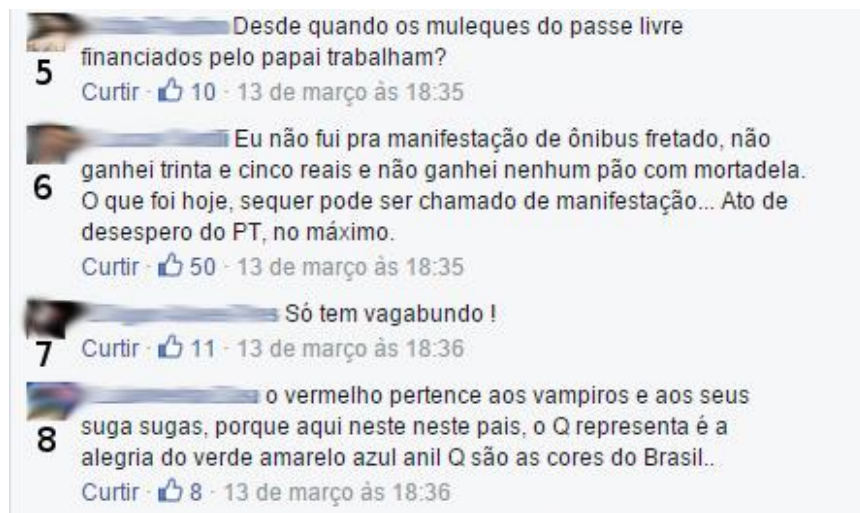 Desde quando os muleques do passe livre
financiados pelo papai trabalham?
5
Curtir · 10 · 13 de março às 18:35
Eu não fui pra manifestação de ônibus fretado, não
ganhei trinta e cinco reais e não ganhei nenhum pão com mortadela.
6
O que foi hoje, sequer pode ser chamado de manifestação... Ato de
desespero do PT, no máximo.
Curtir · 50 · 13 de março às 18:35
Só tem vagabundo !
7
Curtir · 11 · 13 de março às 18:36
o vermelho pertence aos vampiros e aos seus
suga sugas, porque aqui neste neste pais, o Q representa é a
8
alegria do verde amarelo azul anil Q são as cores do Brasil..
Curtir · 8 · 13 de março às 18:36